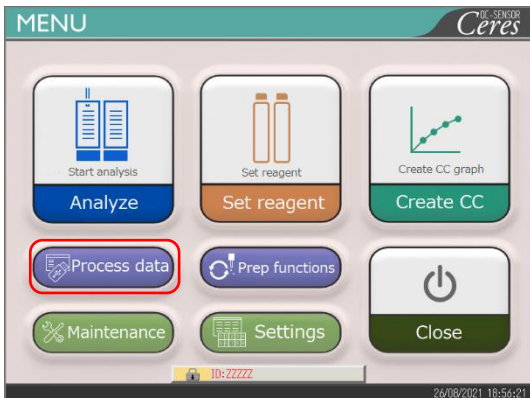 MENU
OC-SENSOR
Ceres
Start analysis
Analyze
Set reagent
Set reagent
Create CC graph
Create CC
Process data
Prep functions
Maintenance
Settings
Close
ID:ZZZZZ
26/08/2021 18:56:21